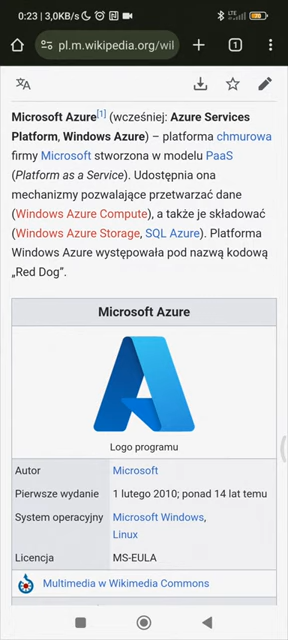 0:23 | 3,0KB/s
LTE
pl.m.wikipedia.org/wil
1
Microsoft Azure[1] (wcześniej: Azure Services
Platform, Windows Azure) – platforma chmurowa
firmy Microsoft stworzona w modelu PaaS
(Platform as a Service). Udostępnia ona
mechanizmy pozwalające przetwarzać dane
(Windows Azure Compute), a także je składować
(Windows Azure Storage, SQL Azure). Platforma
Windows Azure występowała pod nazwą kodową
„Red Dog”.
Microsoft Azure
Logo programu
Autor Microsoft
Pierwsze wydanie 1 lutego 2010; ponad 14 lat temu
System operacyjny Microsoft Windows,
Linux
Licencja MS-EULA
Multimedia w Wikimedia Commons